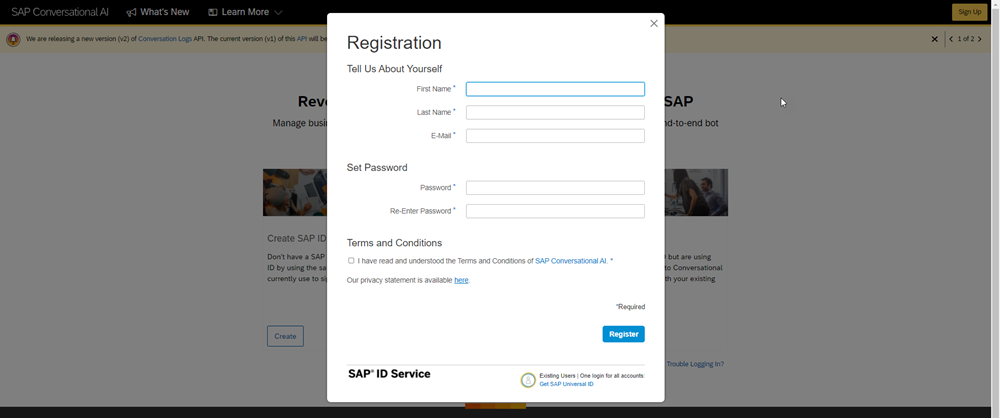 SAP Conversational AI What's New Learn More Sign Up
We are releasing a new version (v2) of Conversation Logs API. The current version (v1) of this API will be 1 of 2
Registration
Tell Us About Yourself
First Name *
Last Name *
E-Mail *
Set Password
Password *
Re-Enter Password *
Terms and Conditions
I have read and understood the Terms and Conditions of SAP Conversational AI. *
Our privacy statement is available here.
*Required
Register
SAP® ID Service
Existing Users | One login for all accounts:
Get SAP Universal ID
Rev
Manage busi
SAP
nd-to-end bot
Create SAP ID
Don't have a SAP
ID by using the sa
currently use to si
Create
D but are using
to Conversational
th your existing
Trouble Logging In?